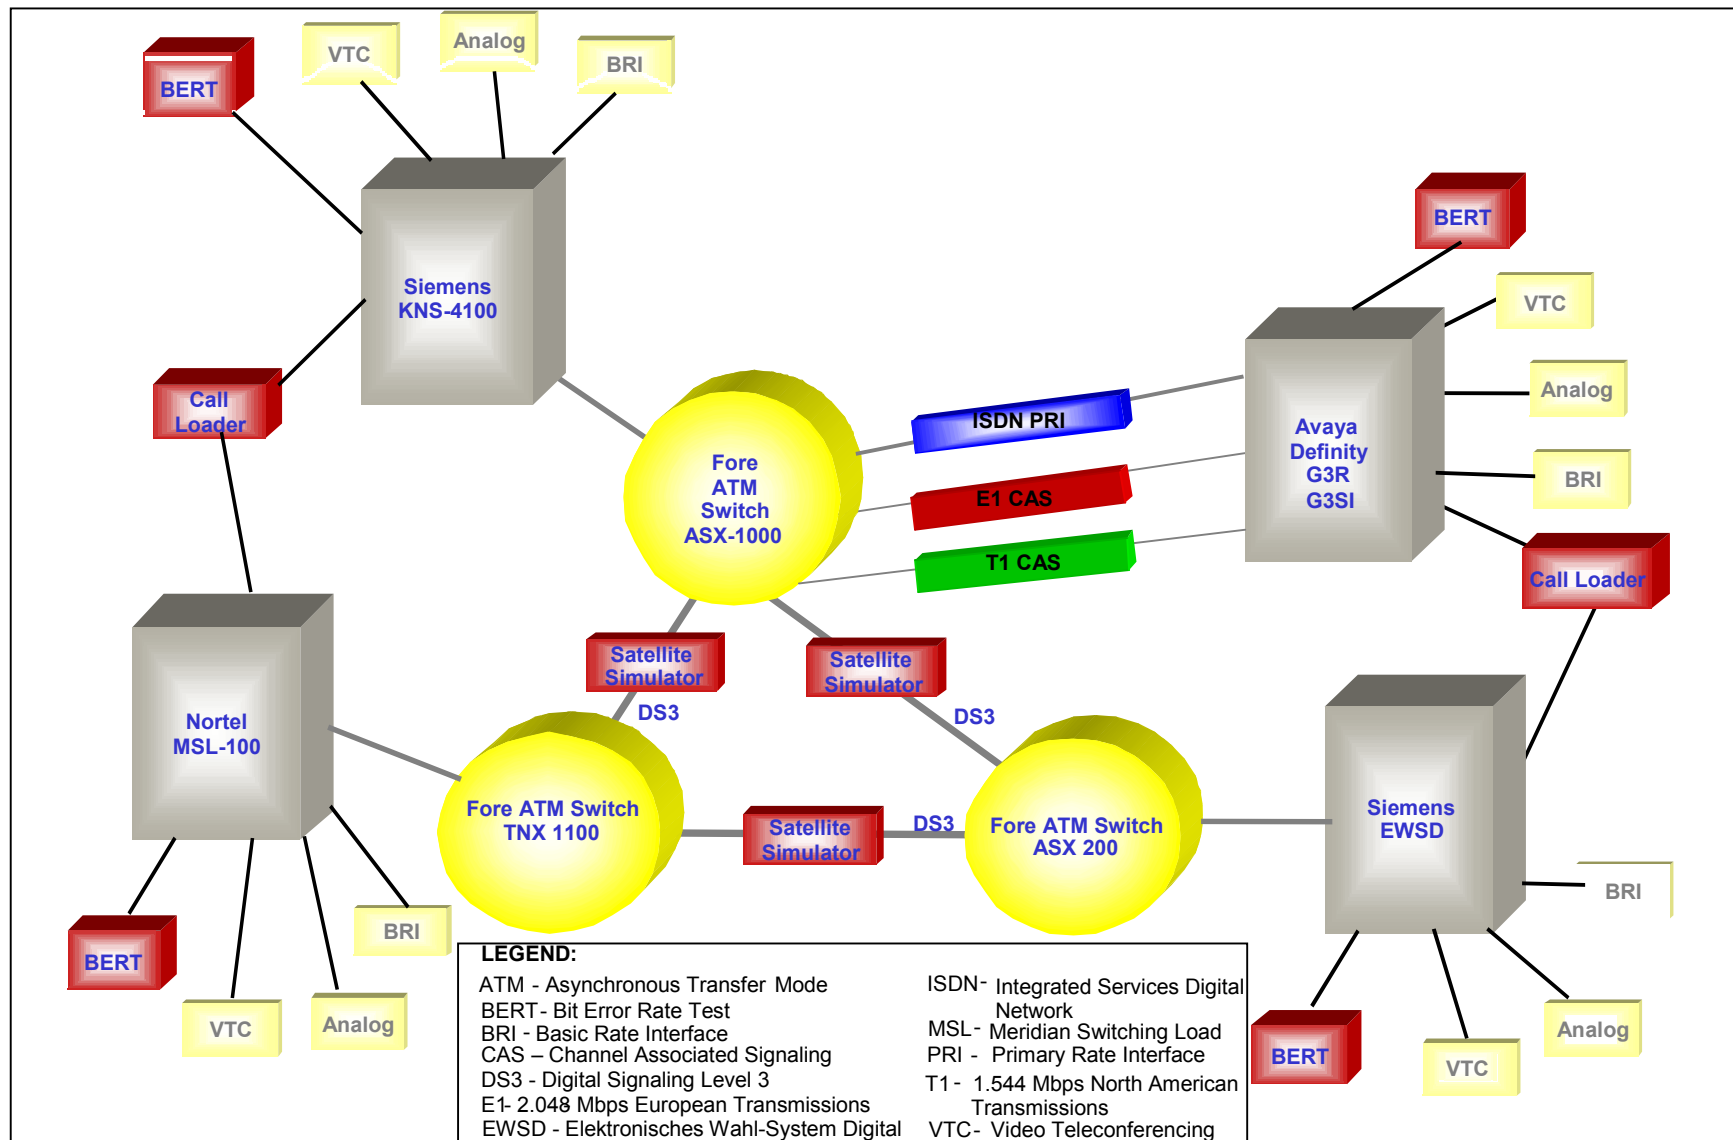 VTC
Analog
BRI
BERT
Siemens
KNS-4100
BERT
VTC
Analog
BRI
Avaya
Definity
G3R
G3SI
Call Loader
Call
Loader
Fore
ATM
Switch
ASX-1000
ISDN PRI
E1 CAS
T1 CAS
Satellite
Simulator
DS3
Satellite
Simulator
DS3
Nortel
MSL-100
Fore ATM Switch
TNX 1100
Satellite
Simulator
DS3
Fore ATM Switch
ASX 200
Siemens
EWSD
BRI
BERT
VTC
Analog
BRI
BERT
VTC
Analog
LEGEND:
ATM - Asynchronous Transfer Mode
BERT- Bit Error Rate Test
BRI - Basic Rate Interface
CAS – Channel Associated Signaling
DS3 - Digital Signaling Level 3
E1- 2.048 Mbps European Transmissions
EWSD - Elektronisches Wahl-System Digital
ISDN- Integrated Services Digital
Network
MSL- Meridian Switching Load
PRI - Primary Rate Interface
T1- 1.544 Mbps North American
Transmissions
VTC- Video Teleconferencing